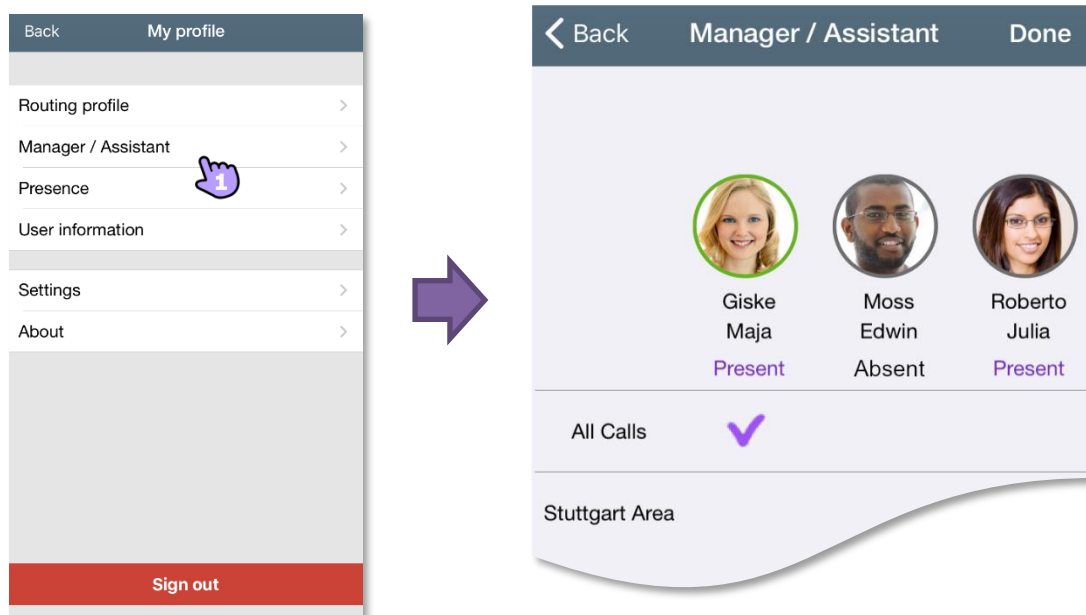 Back My profile
Routing profile
Manager / Assistant
1
Presence
User information
Settings
About
Sign out
Back Manager / Assistant Done
Giske Moss Roberto
Maja Edwin Julia
Present Absent Present
All Calls
Stuttgart Area